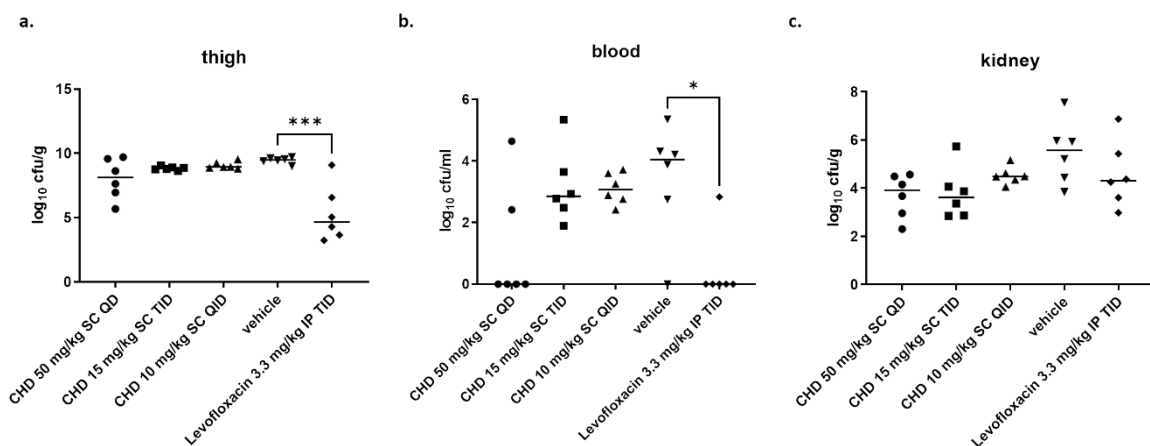 a.
thigh
log10 cfu/g
15
10
5
0
***
CHD 50 mg/kg SC QD
CHD 15 mg/kg SC TID
CHD 10 mg/kg SC QID
vehicle
Levofloxacin 3.3 mg/kg IP TID
b.
blood
log10 cfu/ml
6
4
2
0
*
CHD 50 mg/kg SC QD
CHD 15 mg/kg SC TID
CHD 10 mg/kg SC QID
vehicle
Levofloxacin 3.3 mg/kg IP TID
c.
kidney
log10 cfu/g
8
6
4
2
0
CHD 50 mg/kg SC QD
CHD 15 mg/kg SC TID
CHD 10 mg/kg SC QID
vehicle
Levofloxacin 3.3 mg/kg IP TID